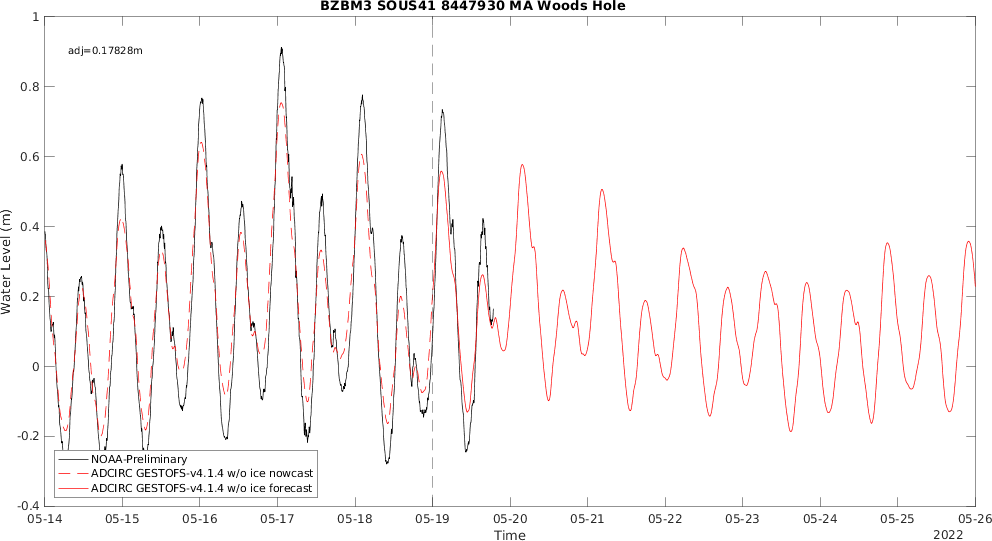 BZBM3 SOUS41 8447930 MA Woods Hole
adj=0.17828m
Water Level (m)
1
0.8
0.6
0.4
0.2
0
-0.2
-0.4
NOAA-Preliminary
ADCIRC GESTOFS-v4.1.4 w/o ice nowcast
ADCIRC GESTOFS-v4.1.4 w/o ice forecast
05-14 05-15 05-16 05-17 05-18 05-19 05-20 05-21 05-22 05-23 05-24 05-25 05-26
Time
2022